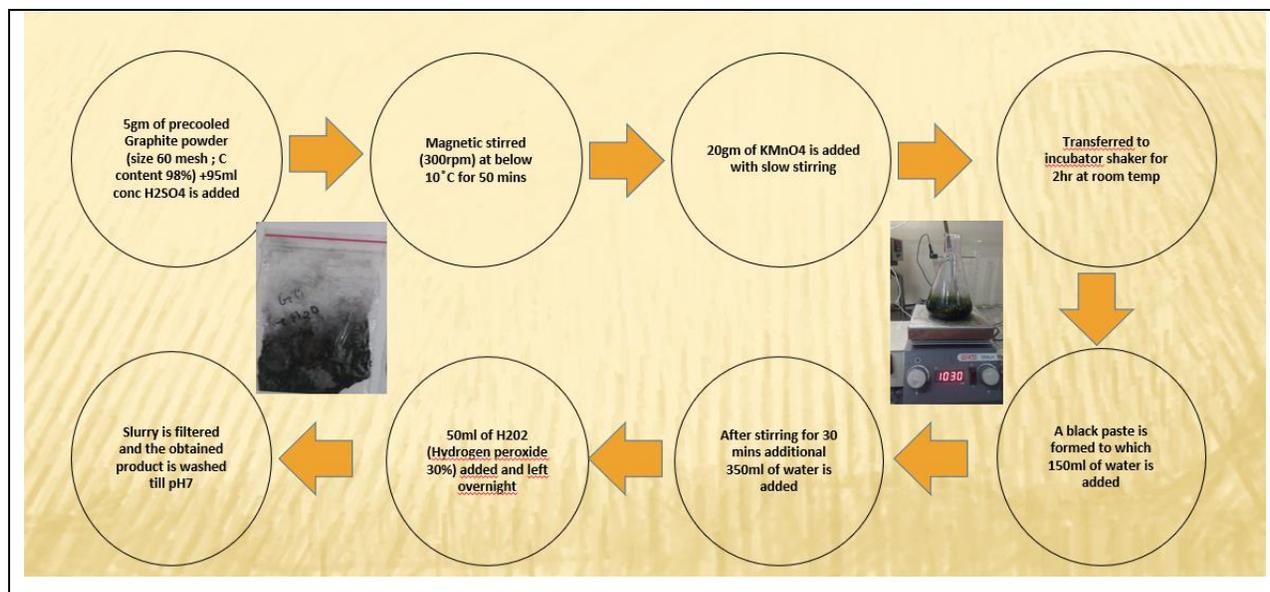 5gm of precooled
Graphite powder
(size 60 mesh ; C
content 98%) +95ml
conc H2SO4 is added
Magnetic stirred
(300rpm) at below
10˚C for 50 mins
20gm of KMnO4 is added
with slow stirring
Transferred to
incubator shaker for
2hr at room temp
A black paste is
formed to which
150ml of water is
added
1030
After stirring for 30
mins additional
350ml of water is
added
50ml of H202
(Hydrogen peroxide
30%) added and left
overnight
Slurry is filtered
and the obtained
product is washed
till pH7